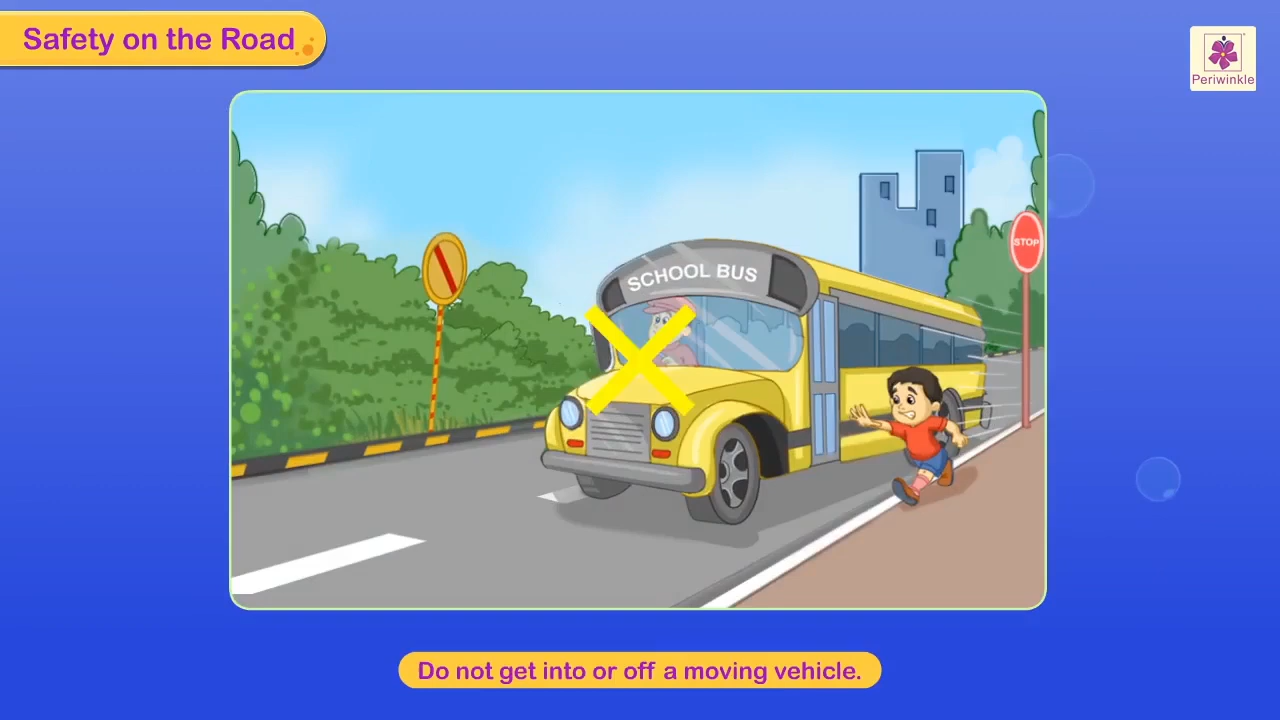 Safety on the Road
Periwinkle
SCHOOL BUS
STOP
Do not get into or off a moving vehicle.